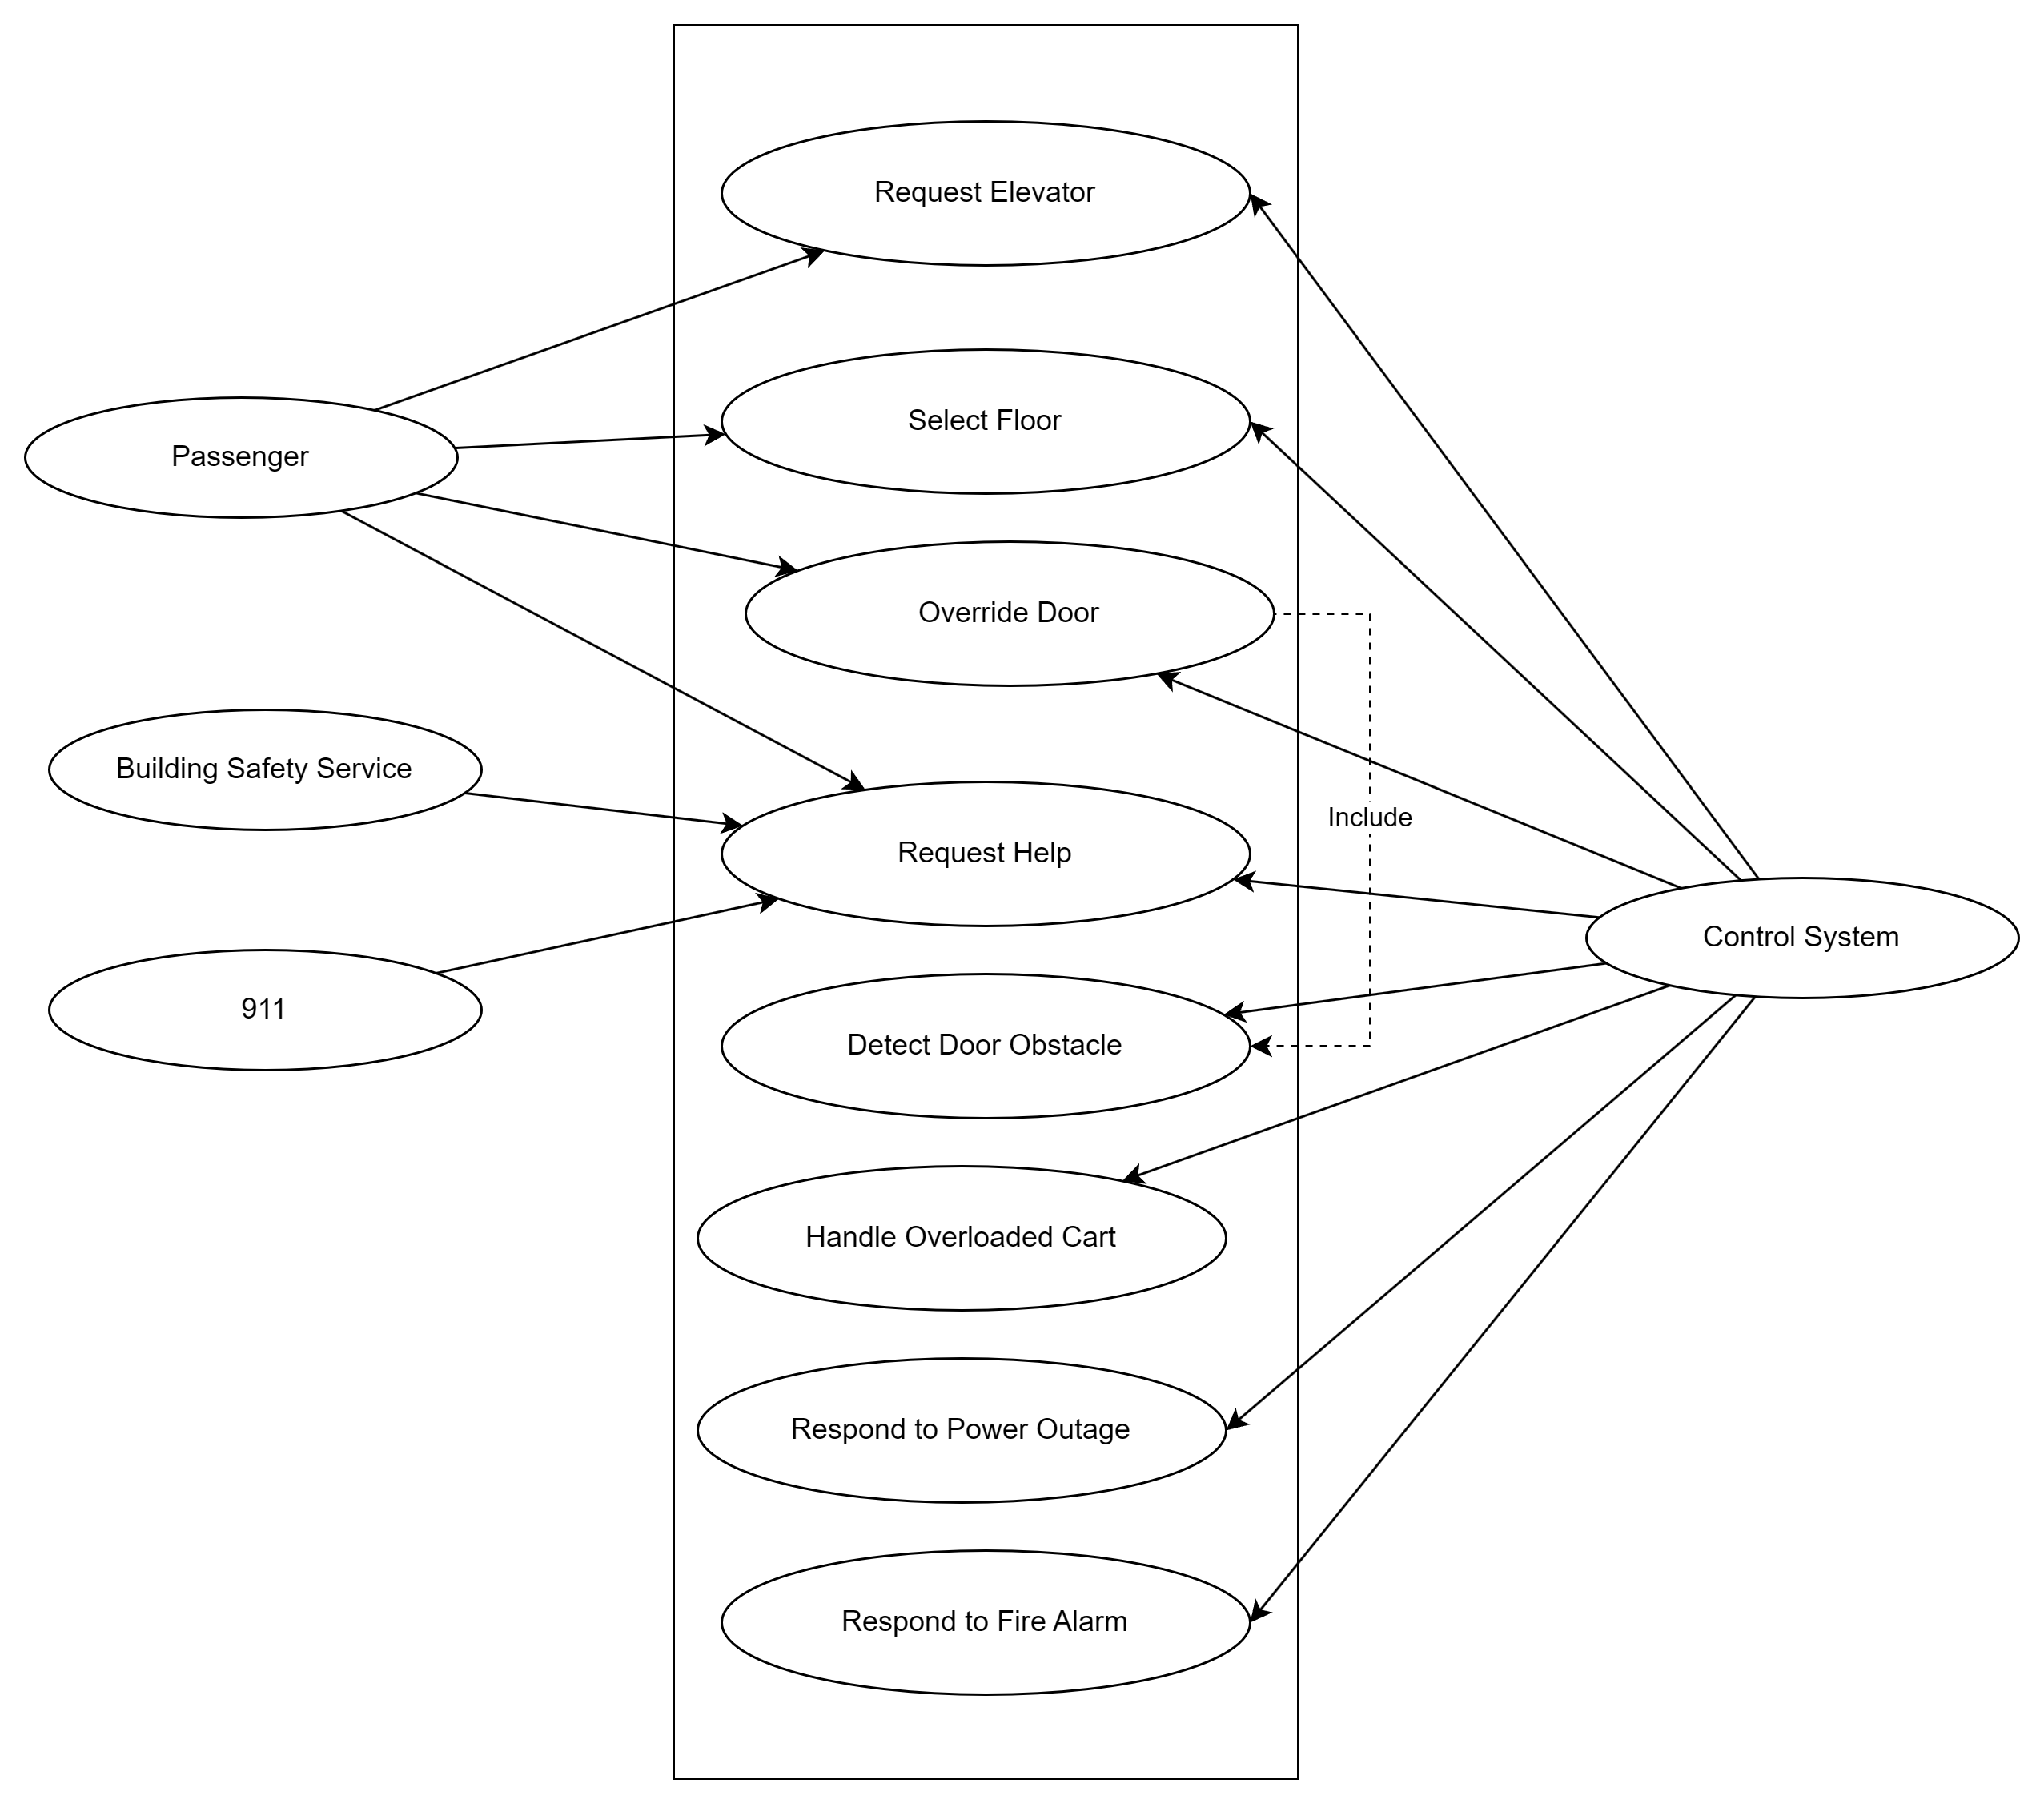 Request Elevator
Select Floor
Passenger
Override Door
Building Safety Service
Include
Request Help
Control System
911
Detect Door Obstacle
Handle Overloaded Cart
Respond to Power Outage
Respond to Fire Alarm